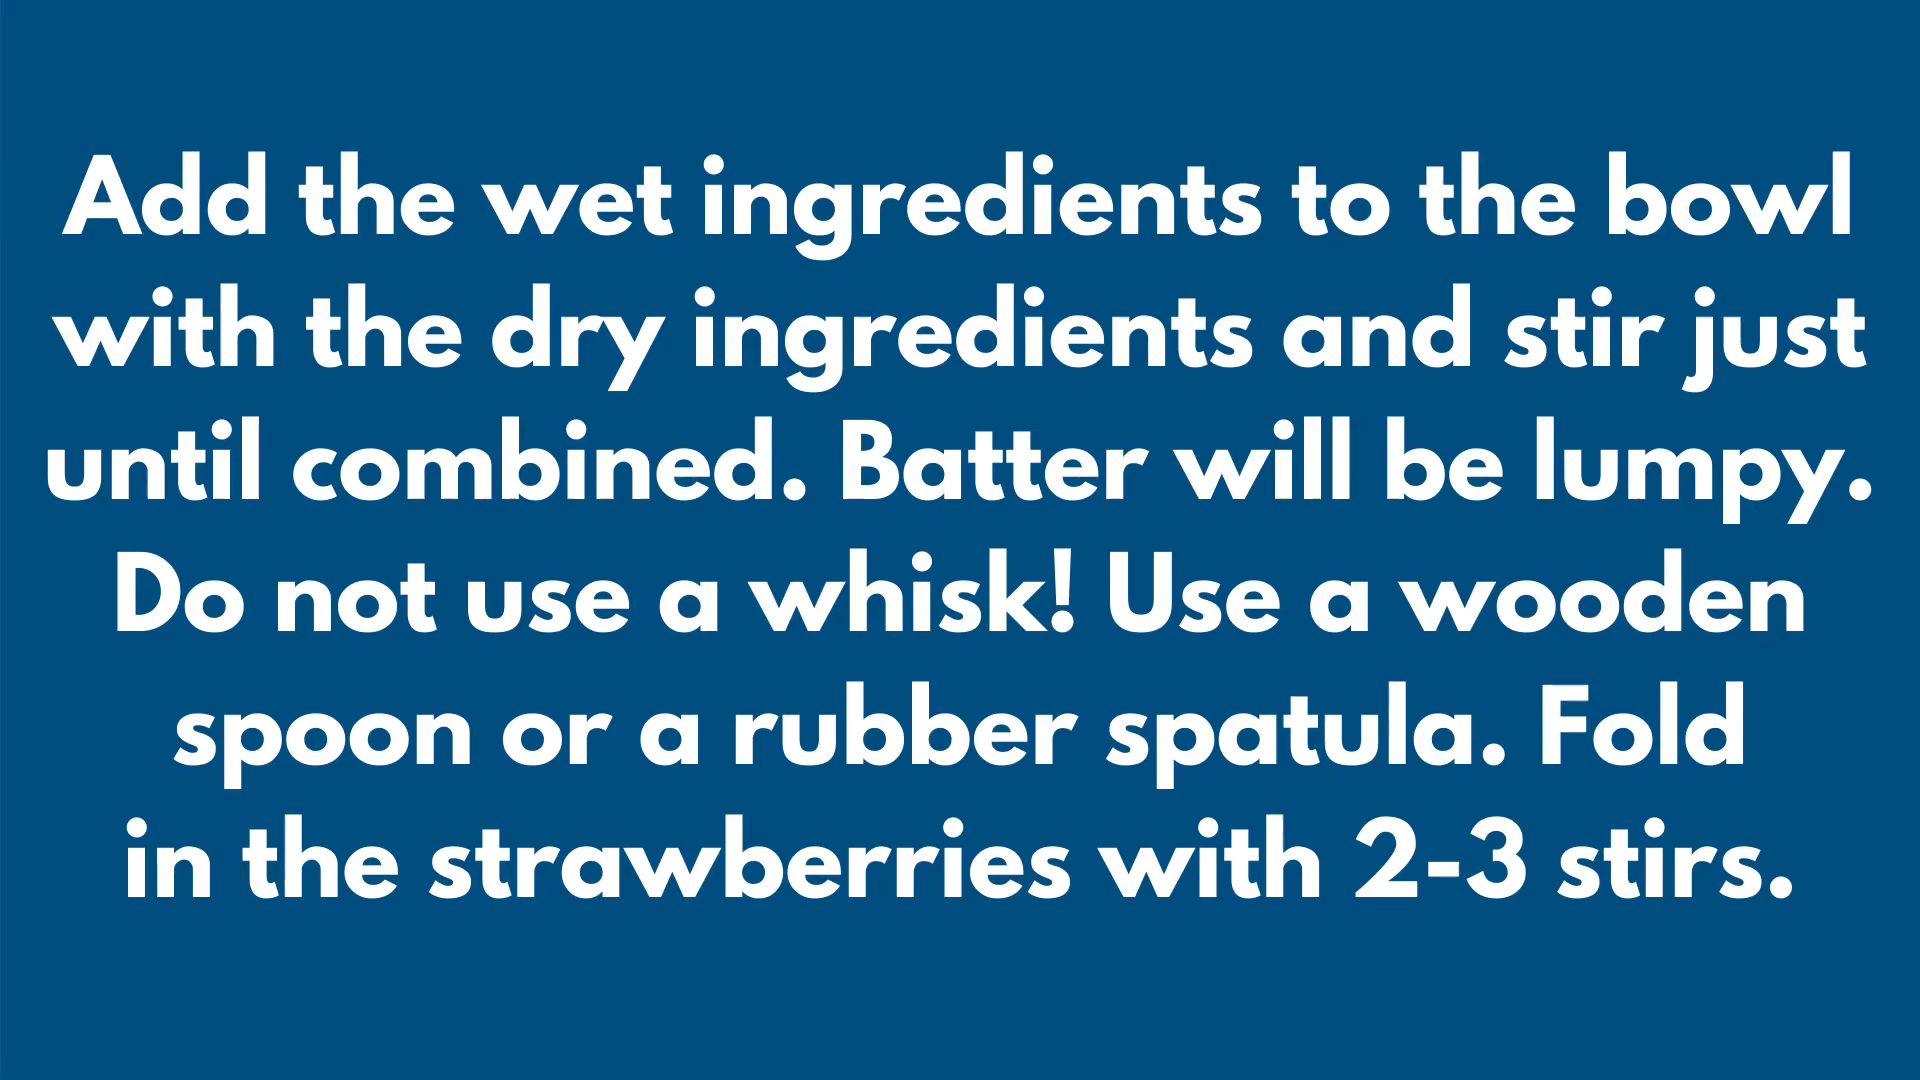 Add the wet ingredients to the bowl
with the dry ingredients and stir just
until combined. Batter will be lumpy.
Do not use a whisk! Use a wooden
spoon or a rubber spatula. Fold
in the strawberries with 2-3 stirs.